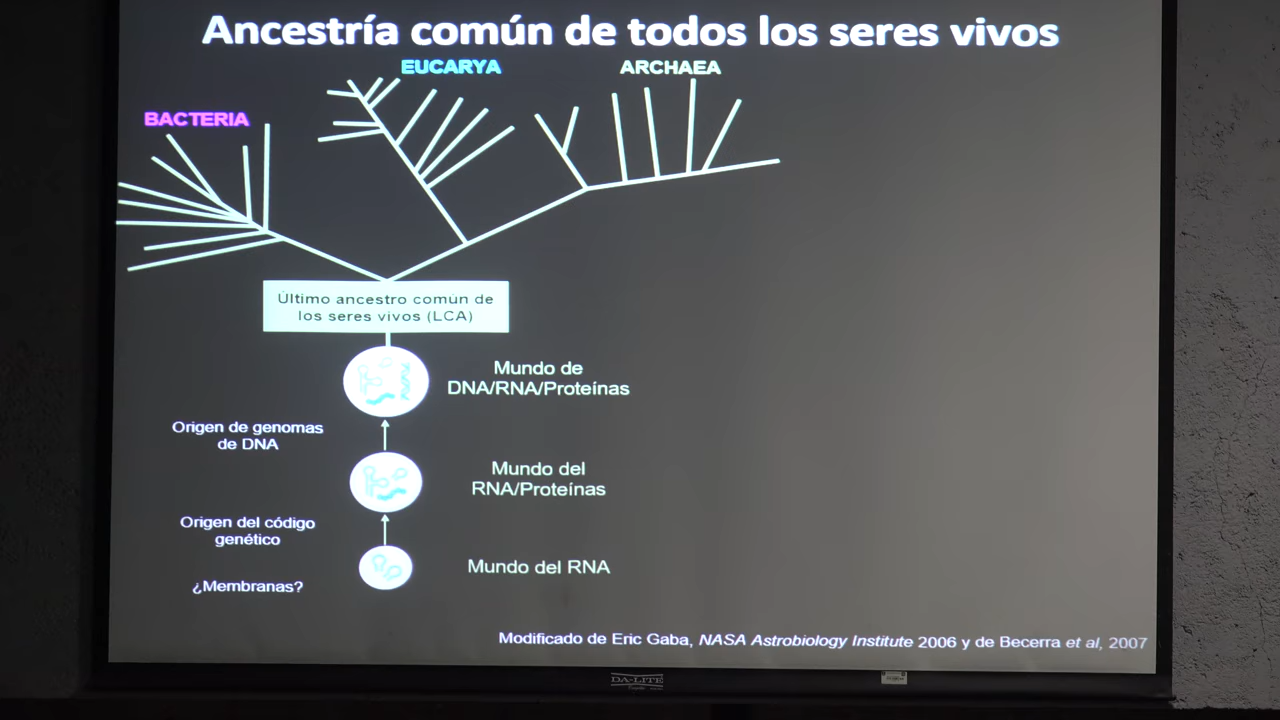 Ancestría común de todos los seres vivos
EUCARYA
ARCHAEA
BACTERIA
Último ancestro común de
los seres vivos (LCA)
Mundo de
DNA/RNA/Proteínas
Origen de genomas
de DNA
Mundo del
RNA/Proteínas
Origen del código
genético
Mundo del RNA
¿Membranas?
Modificado de Eric Gaba, NASA Astrobiology Institute 2006 y de Becerra et al, 2007
DA-LITE